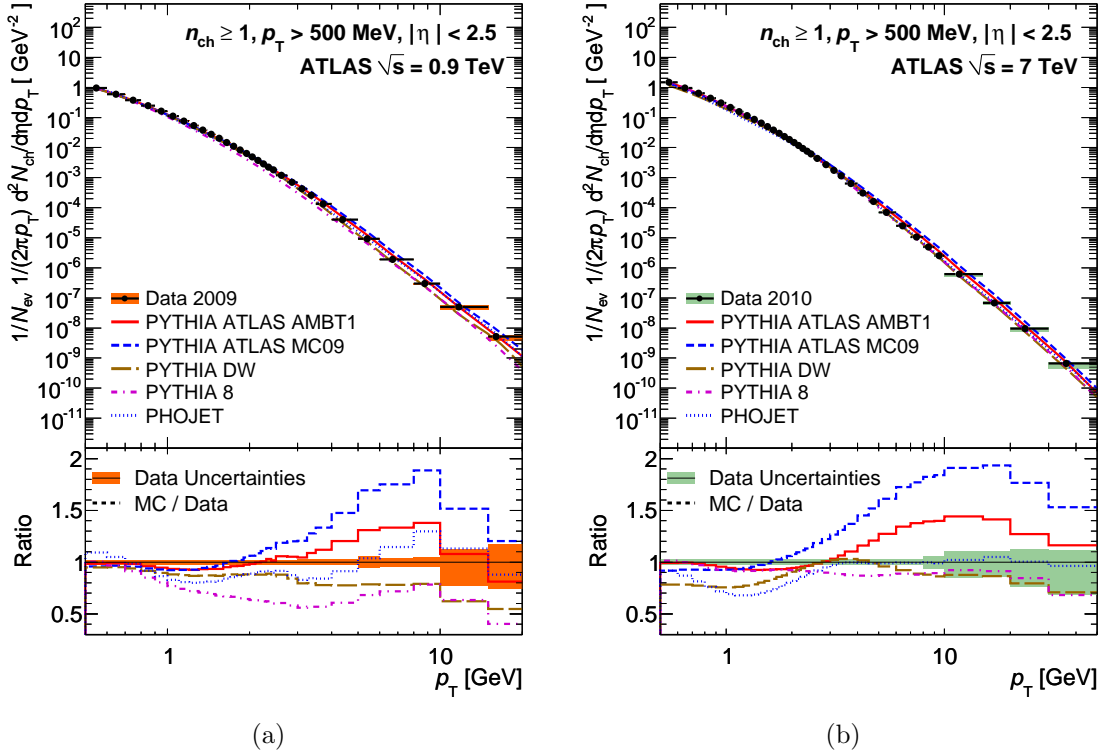 n_ch ≥ 1, p_T > 500 MeV, |η| < 2.5
ATLAS √s = 0.9 TeV
1/N_ev 1/(2πp_T) d²N_ch/dηdp_T [ GeV⁻² ]
1
10⁻¹
10⁻²
10⁻³
10⁻⁴
10⁻⁵
10⁻⁶
10⁻⁷
10⁻⁸
10⁻⁹
10⁻¹⁰
10⁻¹¹
Data 2009
PYTHIA ATLAS AMBT1
PYTHIA ATLAS MC09
PYTHIA DW
PYTHIA 8
PHOJET
Ratio
2
1.5
1
0.5
Data Uncertainties
MC / Data
1 10
p_T [GeV]
(a)
n_ch ≥ 1, p_T > 500 MeV, |η| < 2.5
ATLAS √s = 7 TeV
1/N_ev 1/(2πp_T) d²N_ch/dηdp_T [ GeV⁻² ]
1
10⁻¹
10⁻²
10⁻³
10⁻⁴
10⁻⁵
10⁻⁶
10⁻⁷
10⁻⁸
10⁻⁹
10⁻¹⁰
10⁻¹¹
Data 2010
PYTHIA ATLAS AMBT1
PYTHIA ATLAS MC09
PYTHIA DW
PYTHIA 8
PHOJET
Ratio
2
1.5
1
0.5
Data Uncertainties
MC / Data
1 10
p_T [GeV]
(b)